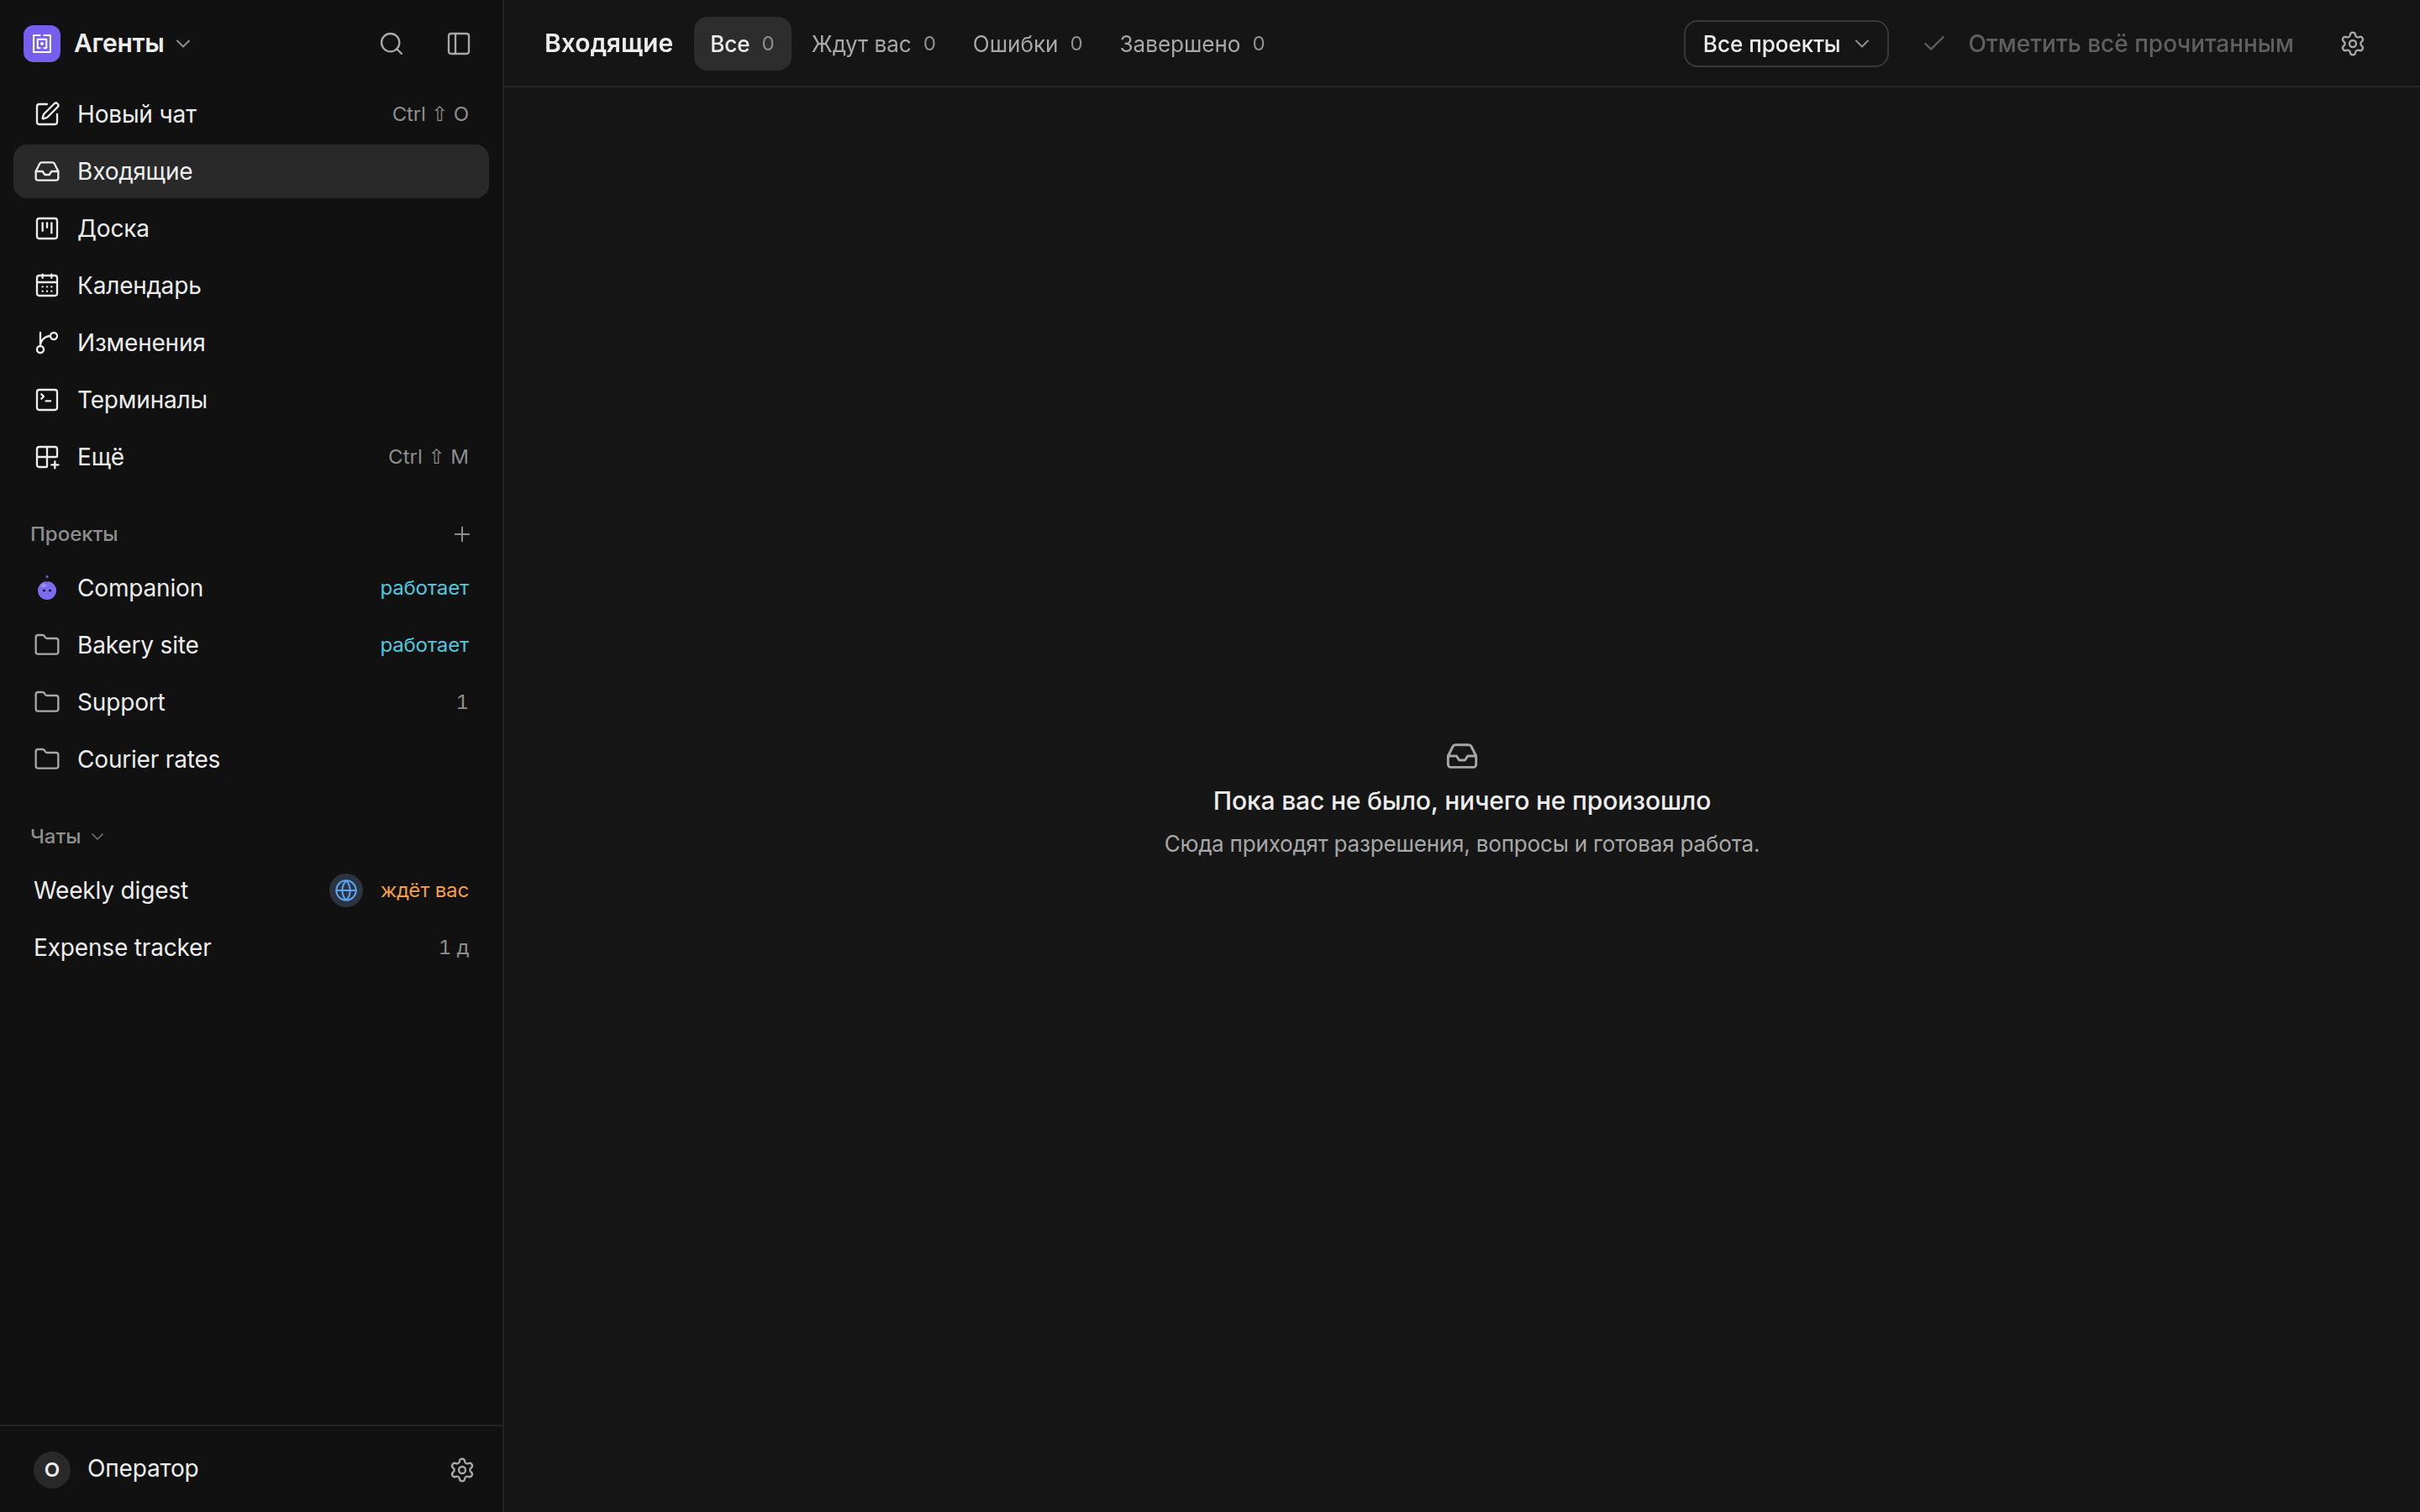 Агенты
Новый чат Ctrl ⇧ O
Входящие
Доска
Календарь
Изменения
Терминалы
Ещё Ctrl ⇧ M
Проекты
Companion работает
Bakery site работает
Support 1
Courier rates
Чаты
Weekly digest ждёт вас
Expense tracker 1 д
О Оператор
Входящие Все 0 Ждут вас 0 Ошибки 0 Завершено 0 Все проекты Отметить всё прочитанным
Пока вас не было, ничего не произошло
Сюда приходят разрешения, вопросы и готовая работа.